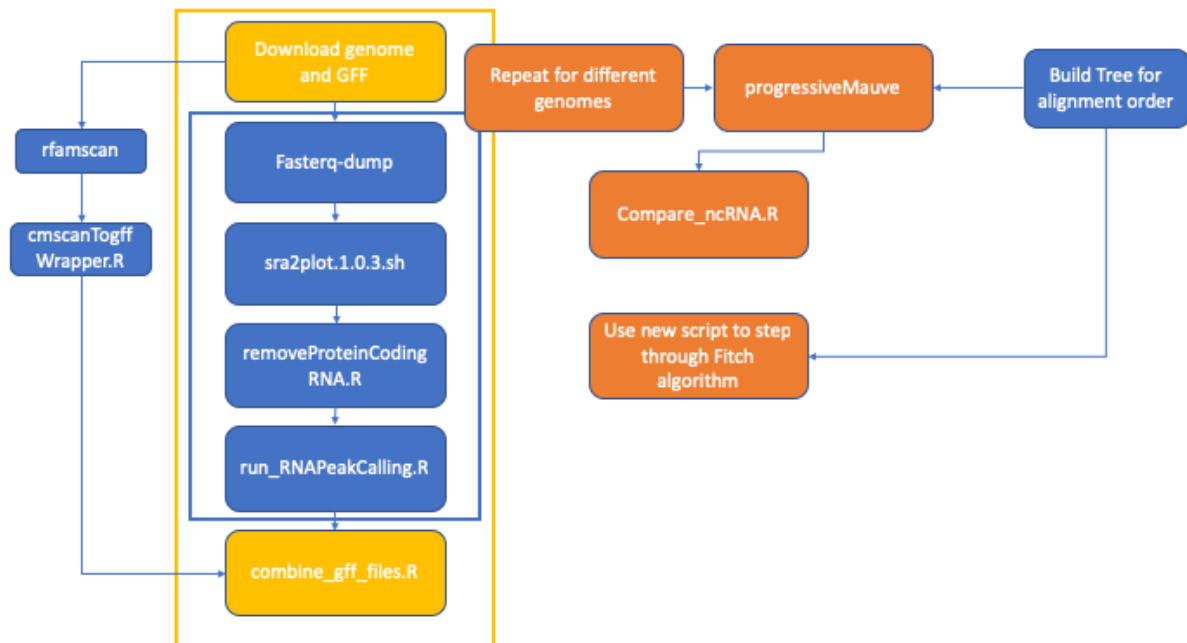 Download genome
and GFF
Repeat for different
genomes
progressiveMauve
Build Tree for
alignment order
rfamscan
Fasterq-dump
Compare_ncRNA.R
cmscanTogff
Wrapper.R
sra2plot.1.0.3.sh
removeProteinCoding
RNA.R
Use new script to step
through Fitch
algorithm
run_RNAPeakCalling.R
combine_gff_files.R